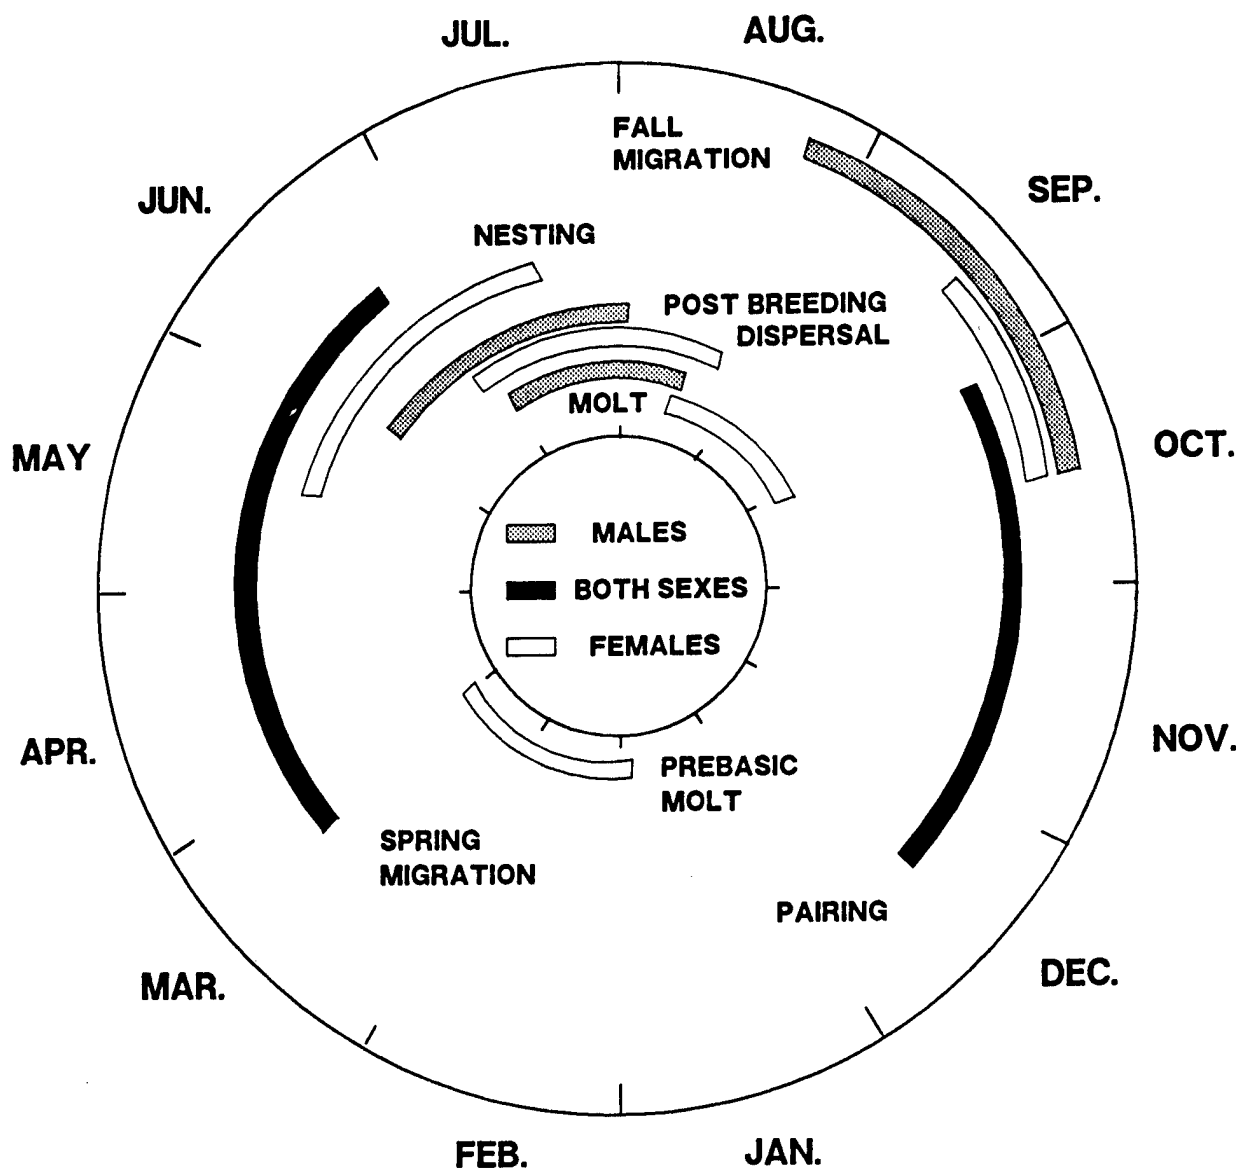 JUL.
AUG.
FALL
MIGRATION
JUN.
SEP.
NESTING
POST BREEDING
DISPERSAL
MOLT
MAY
OCT.
MALES
BOTH SEXES
FEMALES
APR.
NOV.
PREBASIC
MOLT
SPRING
MIGRATION
PAIRING
MAR.
DEC.
FEB.
JAN.